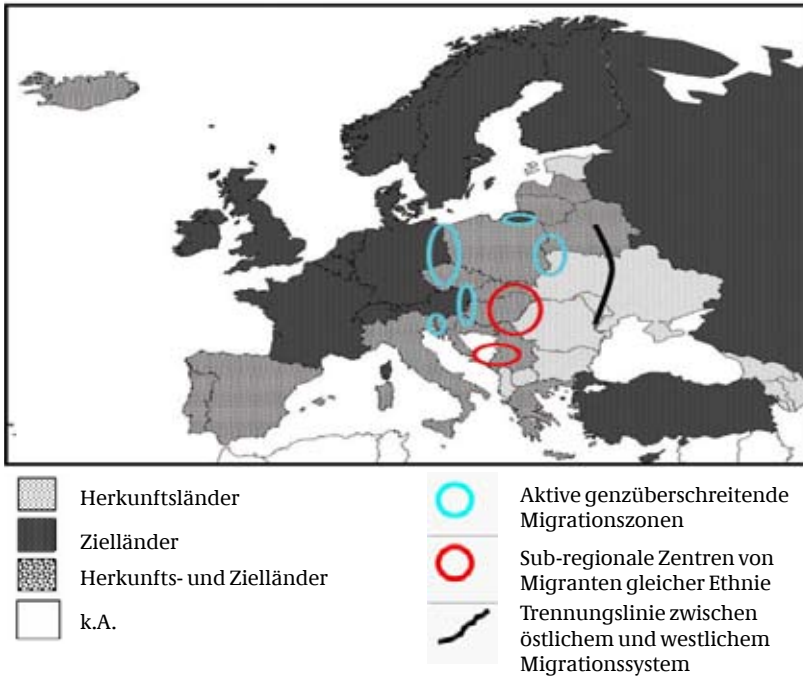 Herkunftsländer
Zielländer
Herkunfts- und Zielländer
k.A.
Aktive genzüberschreitende
Migrationszonen
Sub-regionale Zentren von
Migranten gleicher Ethnie
Trennungslinie zwischen
östlichem und westlichem
Migrationssystem